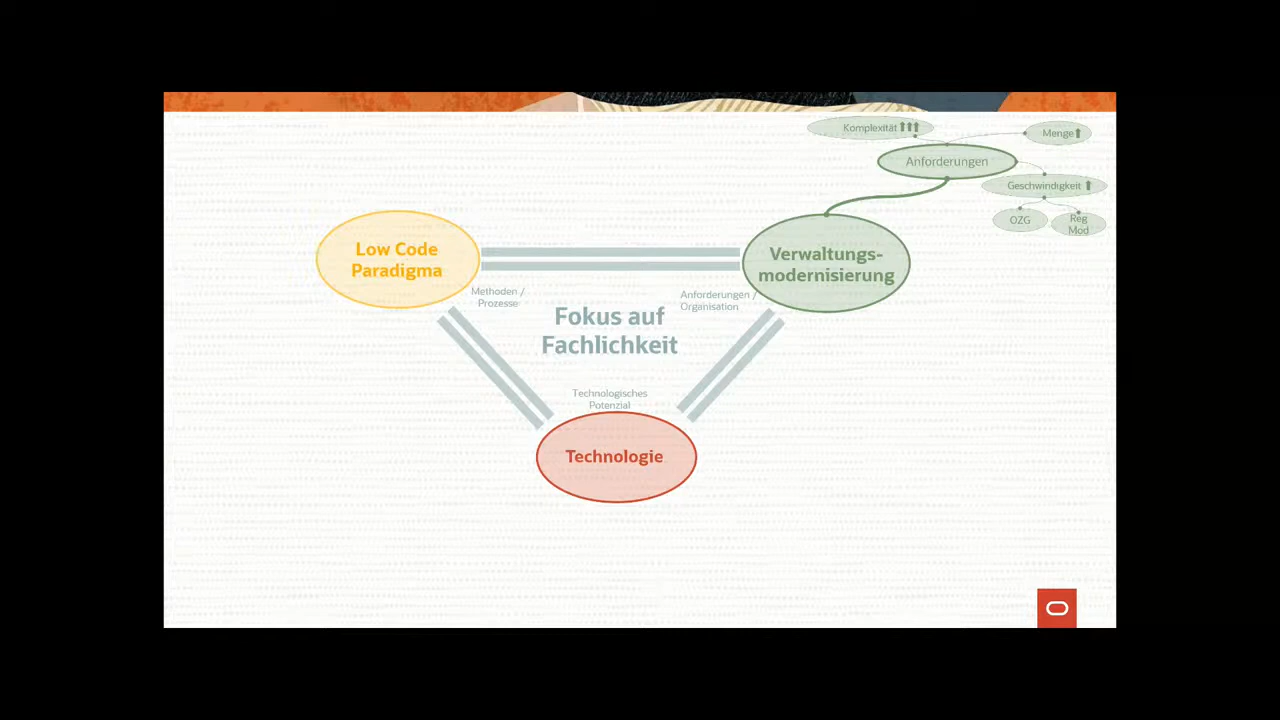 Komplexität
Menge
Anforderungen
Geschwindigkeit
OZG
Reg
Mod
Low Code
Paradigma
Verwaltungs-
modernisierung
Methoden /
Prozesse
Anforderungen /
Organisation
Fokus auf
Fachlichkeit
Technologisches
Potenzial
Technologie